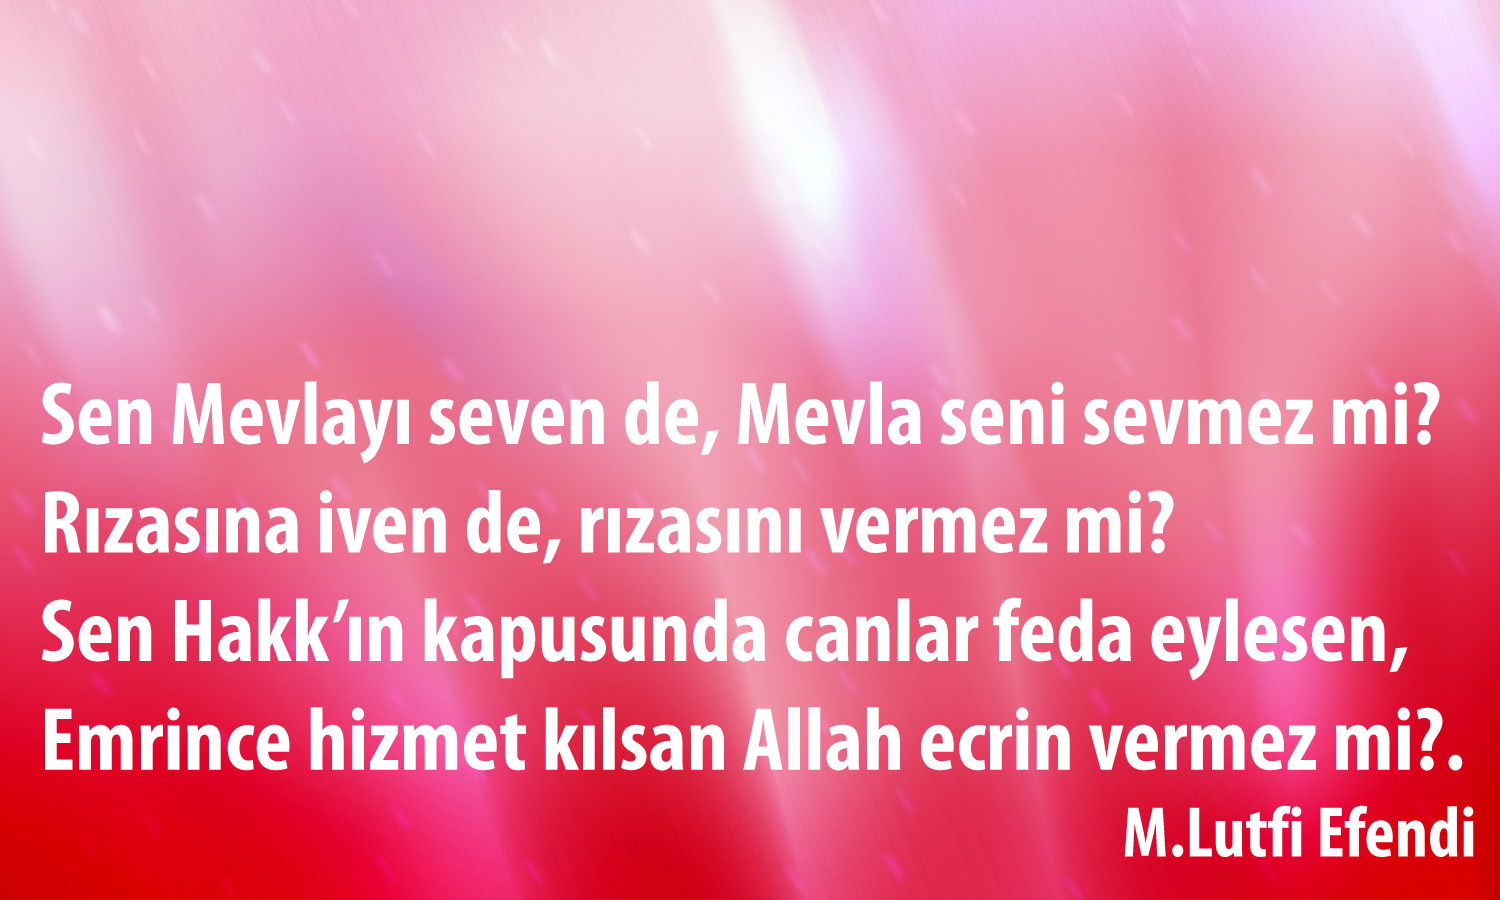 Sen Mevlayı seven de, Mevla seni sevmez mi?
Rızasına iven de, rızasını vermez mi?
Sen Hakk’ın kapusunda canlar feda eylesen,
Emrince hizmet kılsan Allah ecrin vermez mi?.
M.Lutfi Efendi